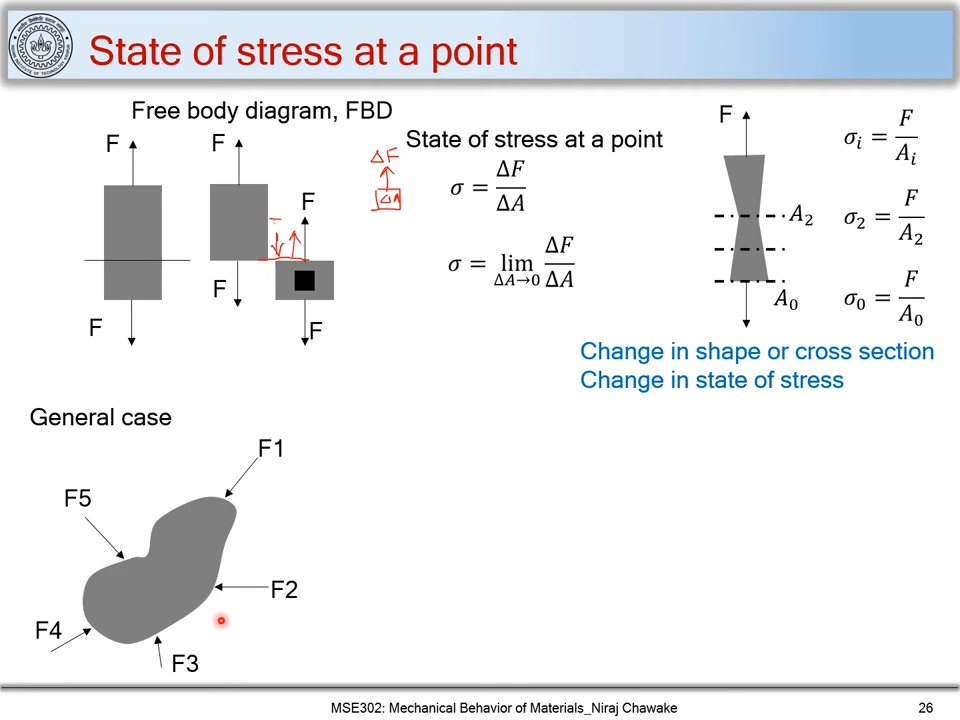 State of stress at a point
Free body diagram, FBD
F
F
F
F
F
F
ΔF
ΔA
State of stress at a point
σ = ΔF/ΔA
σ = lim ΔA→0 ΔF/ΔA
F
A₂
A₀
σᵢ = F/Aᵢ
σ₂ = F/A₂
σ₀ = F/A₀
Change in shape or cross section
Change in state of stress
General case
F1
F5
F2
F4
F3
MSE302: Mechanical Behavior of Materials_Niraj Chawake
26